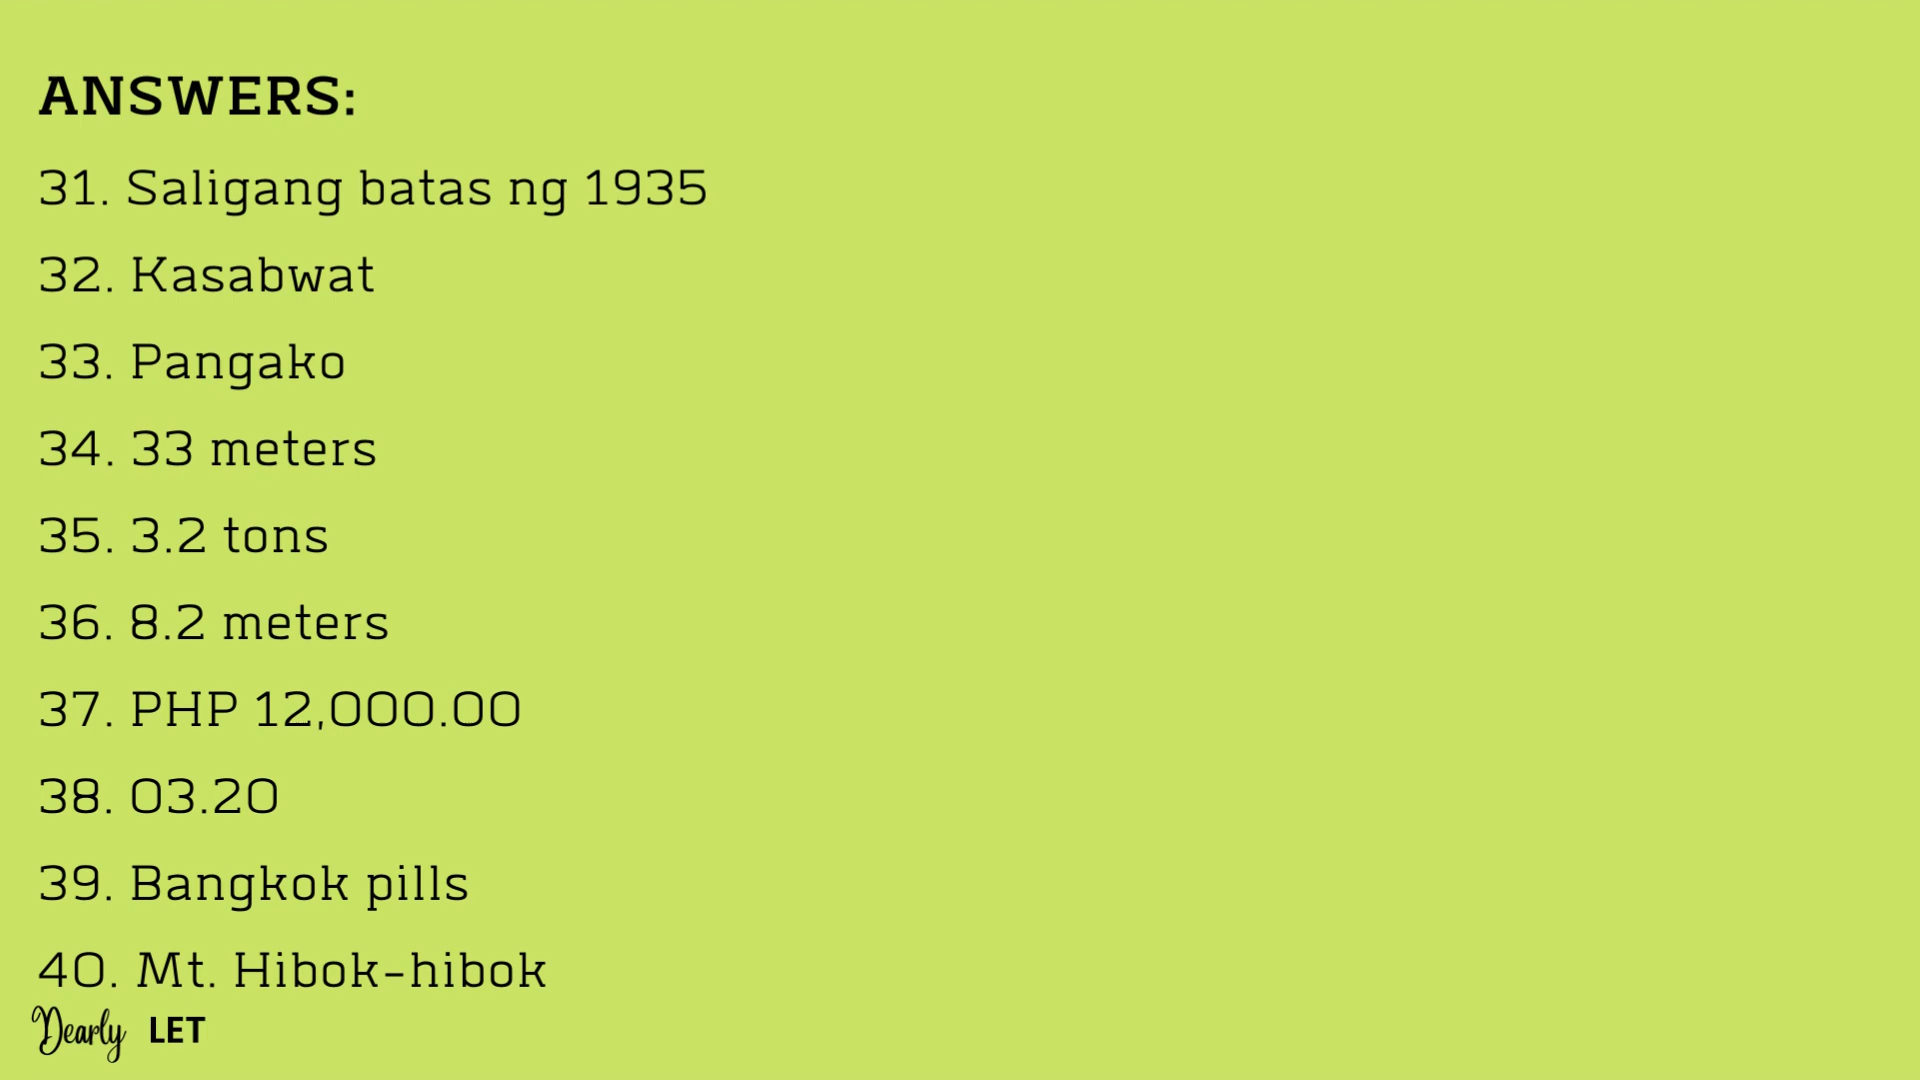 ANSWERS:
31. Saligang batas ng 1935
32. Kasabwat
33. Pangako
34. 33 meters
35. 3.2 tons
36. 8.2 meters
37. PHP 12,000.00
38. 03.20
39. Bangkok pills
40. Mt. Hibok-hibok
Dearly LET